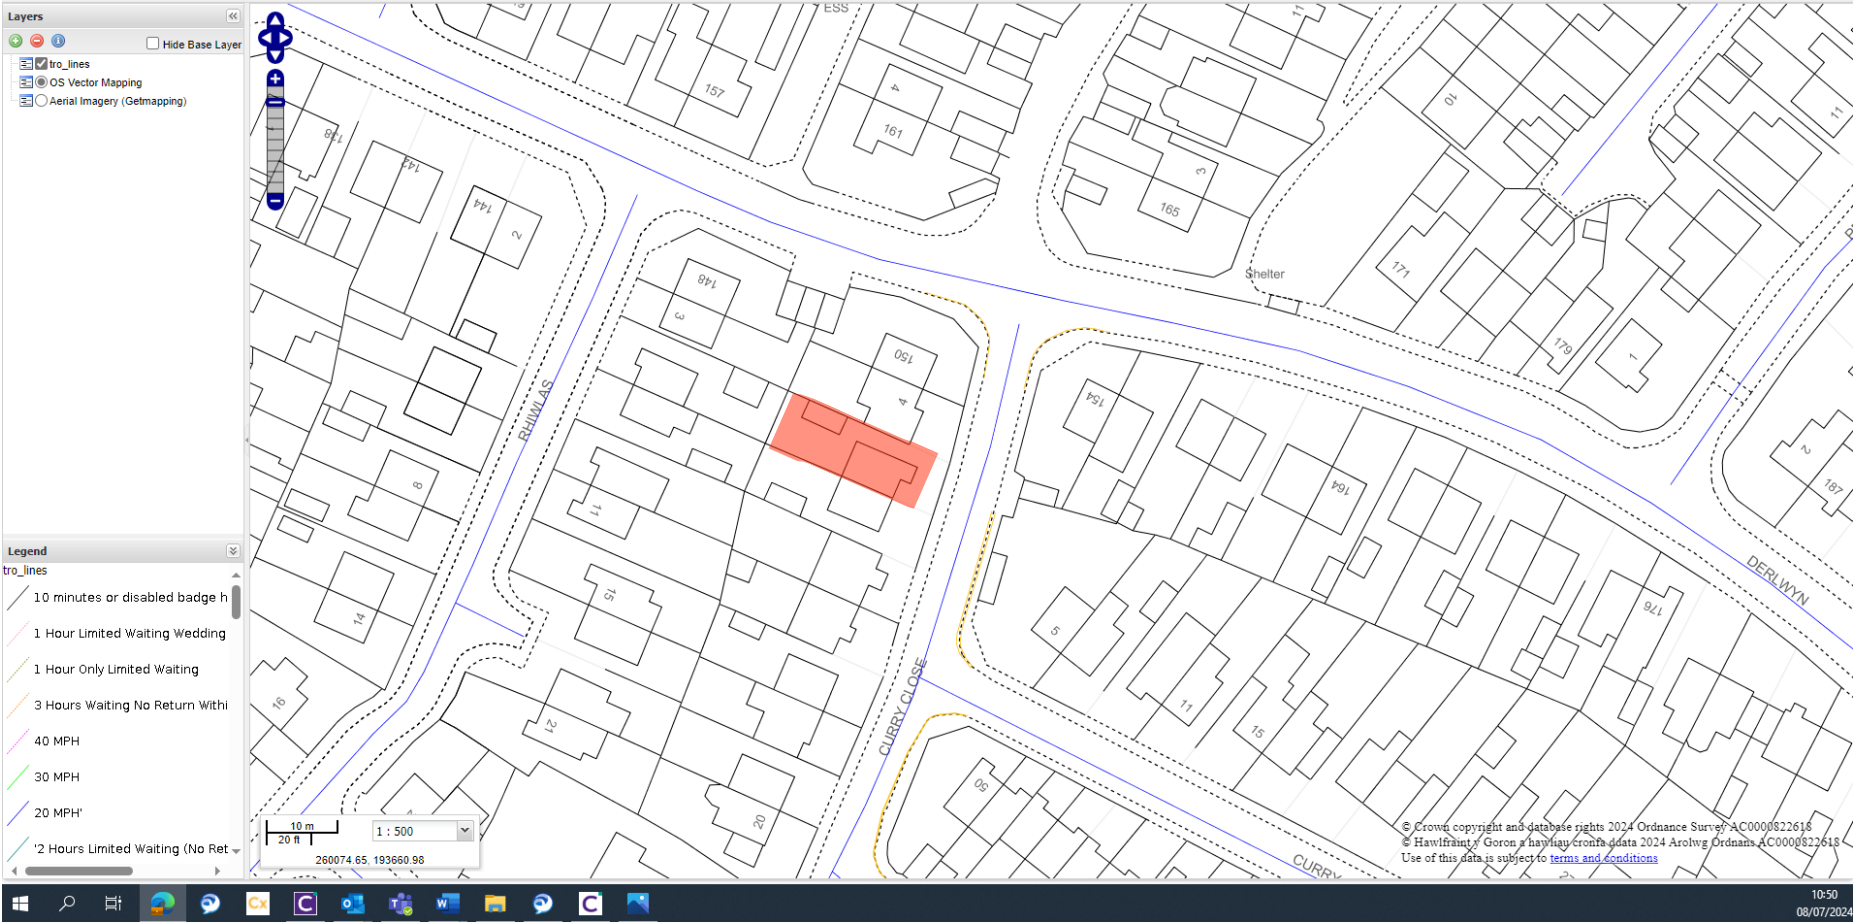 Layers
Hide Base Layer
tro_lines
OS Vector Mapping
Aerial Imagery (Getmapping)
Legend
tro_lines
10 minutes or disabled badge h
1 Hour Limited Waiting Wedding
1 Hour Only Limited Waiting
3 Hours Waiting No Return Withi
40 MPH
30 MPH
20 MPH'
'2 Hours Limited Waiting (No Ret
ESS
157
4
161
11
3
165
10
11
138
142
144
2
148
3
Shelter
171
179
1
150
4
154
164
2
187
RHIWLAS
8
11
14
15
5
176
DERLWYN
16
21
CURRY CLOSE
11
15
20
50
CURRY
10 m
20 ft
1 : 500
260074.65, 193660.98
© Crown copyright and database rights 2024 Ordnance Survey AC0000822618
© Hawlfraint y Goron a hawliau cronfa ddata 2024 Arolwg Ordnans AC0000822618
Use of this data is subject to terms and conditions
10:50
08/07/2024